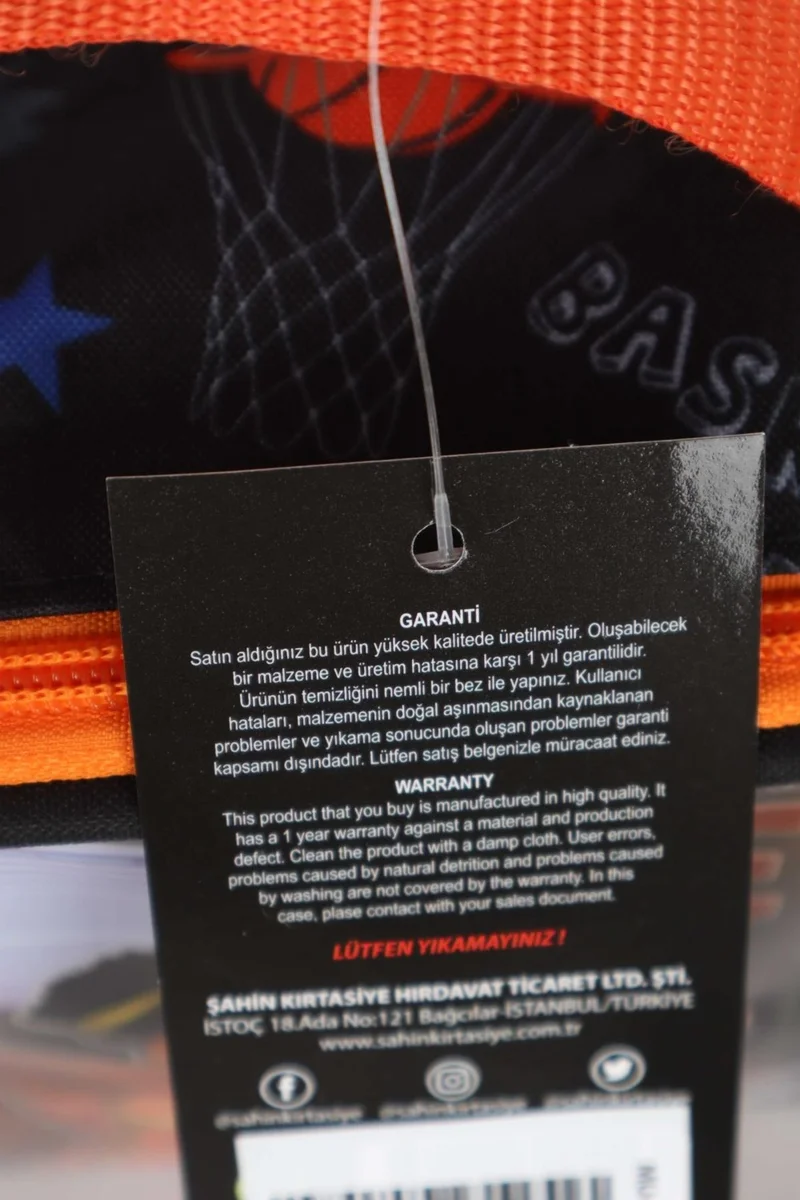 BAS
GARANTİ
Satın aldığınız bu ürün yüksek kalitede üretilmiştir. Oluşabilecek
bir malzeme ve üretim hatasına karşı 1 yıl garantilidir.
Ürünün temizliğini nemli bir bez ile yapınız. Kullanıcı
hataları, malzemenin doğal aşınmasından kaynaklanan
problemler ve yıkama sonucunda oluşan problemler garanti
kapsamı dışındadır. Lütfen satış belgenizle müracaat ediniz.
WARRANTY
This product that you buy is manufactured in high quality. It
has a 1 year warranty against a material and production
defect. Clean the product with a damp cloth. User errors,
problems caused by natural detrition and problems caused
by washing are not covered by the warranty. In this
case, plase contact with your sales document.
LÜTFEN YIKAMAYINIZ !
ŞAHİN KIRTASİYE HIRDAVAT TİCARET LTD. ŞTİ.
İSTOÇ 18.Ada No:121 Bağcılar-İSTANBUL/TURKIYE
www.sahinkirtasiye.com.tr
@sahinkirtasiye @sahinkirtasiye @sahinkirtasiye